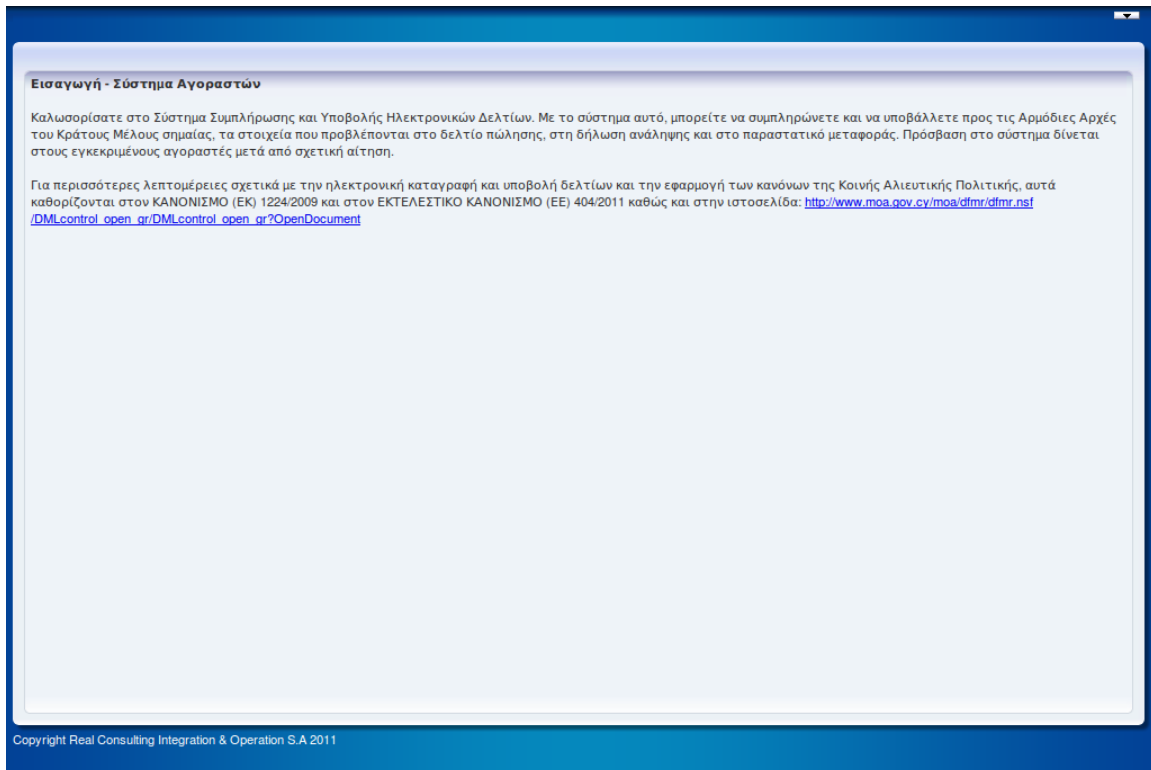 Εισαγωγή - Σύστημα Αγοραστών
Καλωσορίσατε στο Σύστημα Συμπλήρωσης και Υποβολής Ηλεκτρονικών Δελτίων. Με το σύστημα αυτό, μπορείτε να συμπληρώνετε και να υποβάλλετε προς τις Αρμόδιες Αρχές
του Κράτους Μέλους σημαίας, τα στοιχεία που προβλέπονται στο δελτίο πώλησης, στη δήλωση ανάληψης και στο παραστατικό μεταφοράς. Πρόσβαση στο σύστημα δίνεται
στους εγκεκριμένους αγοραστές μετά από σχετική αίτηση.
Για περισσότερες λεπτομέρειες σχετικά με την ηλεκτρονική καταγραφή και υποβολή δελτίων και την εφαρμογή των κανόνων της Κοινής Αλιευτικής Πολιτικής, αυτά
καθορίζονται στον ΚΑΝΟΝΙΣΜΟ (ΕΚ) 1224/2009 και στον ΕΚΤΕΛΕΣΤΙΚΟ ΚΑΝΟΝΙΣΜΟ (ΕΕ) 404/2011 καθώς και στην ιστοσελίδα: http://www.moa.gov.cy/moa/dfmr/dfmr.nsf
/DMLcontrol_open_gr/DMLcontrol_open_gr?OpenDocument
Copyright Real Consulting Integration & Operation S.A 2011